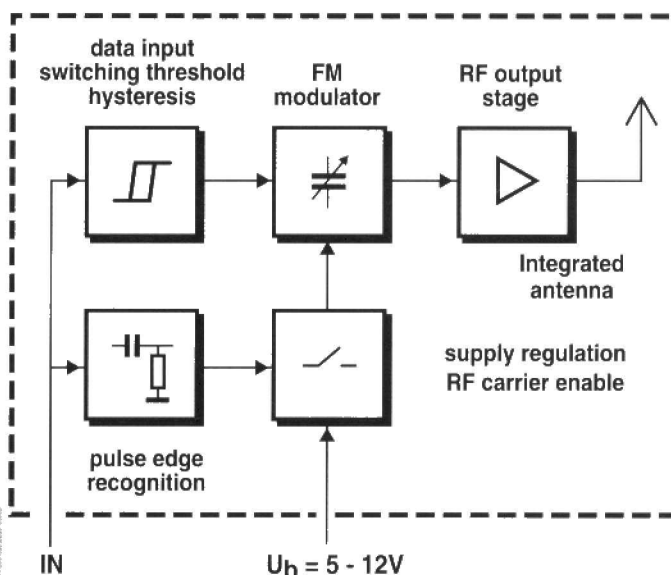 data input
switching threshold
hysteresis
FM
modulator
RF output
stage
Integrated
antenna
supply regulation
RF carrier enable
pulse edge
recognition
IN
Ub = 5 - 12V